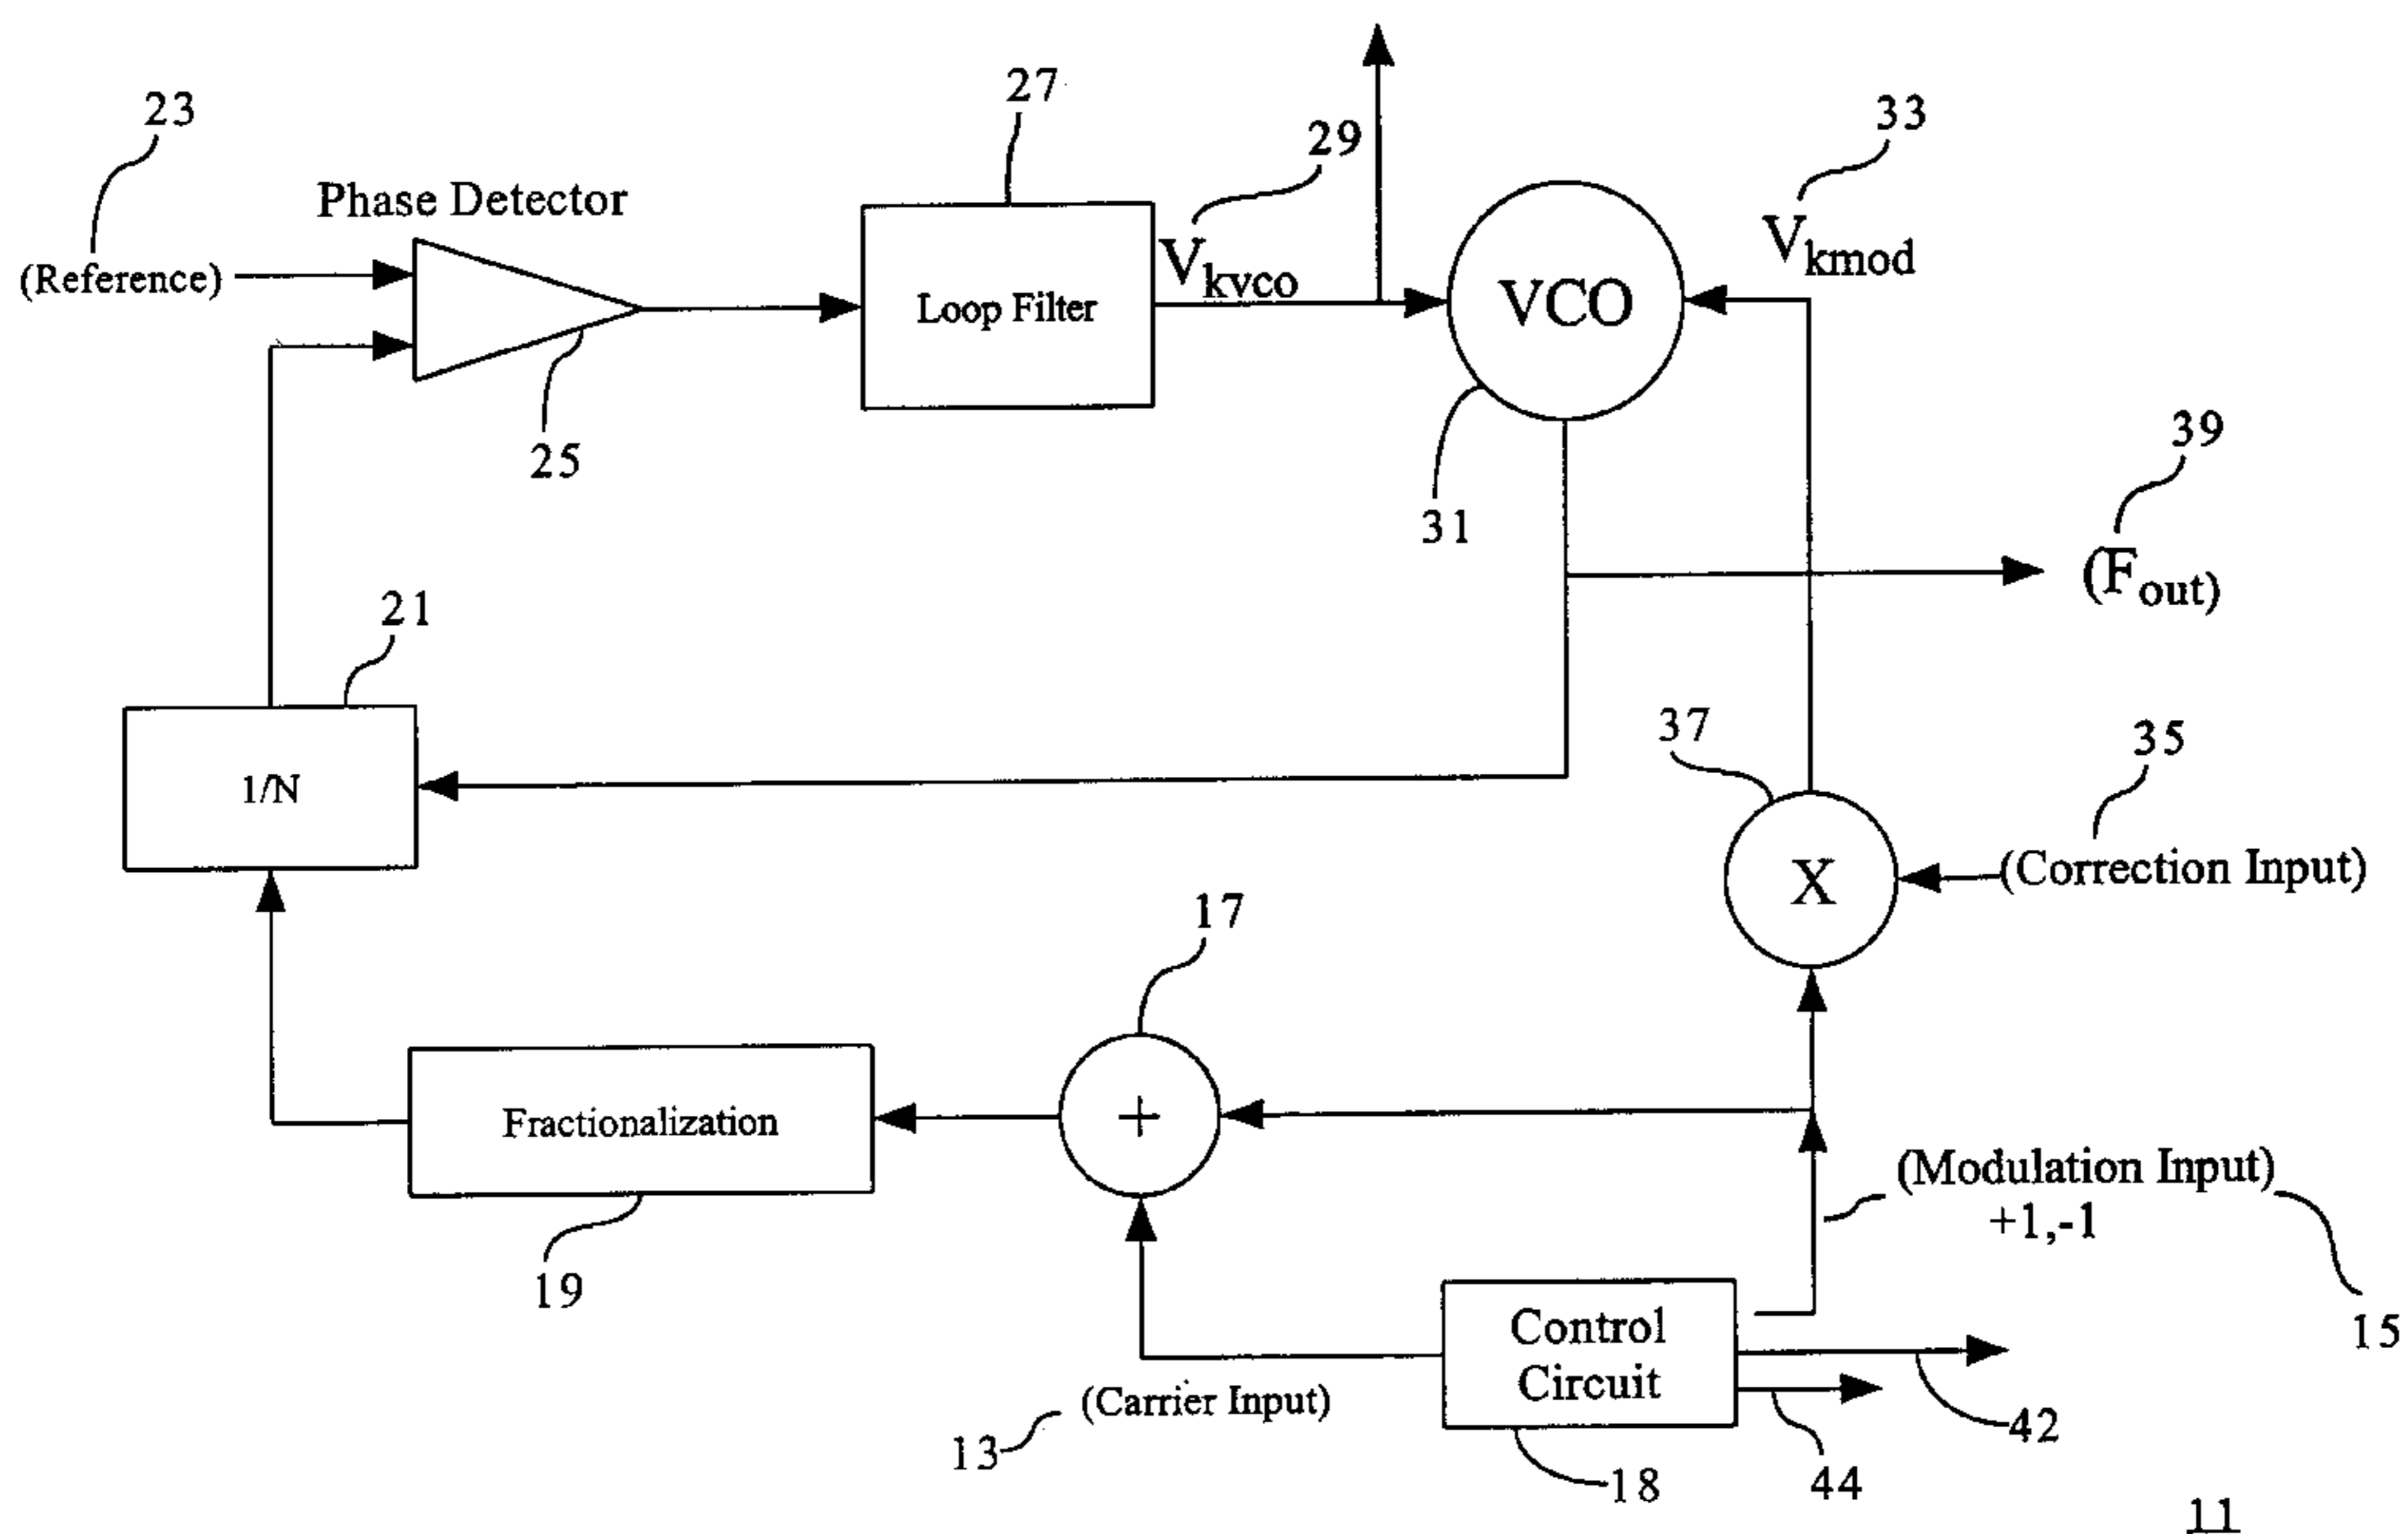 23
27
29
33
Phase Detector
(Reference)
Loop Filter
Vkvco
VCO
Vkmod
25
31
39
(Fout)
21
1/N
37
35
X
(Correction Input)
17
+
Fractionalization
19
(Modulation Input)
+1,-1
15
Control
Circuit
(Carrier Input)
13
42
44
18
11